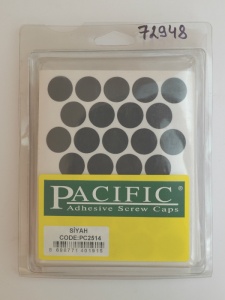 72948
PACIFIC®
Adhesive Screw Caps
SİYAH
CODE:PC2514